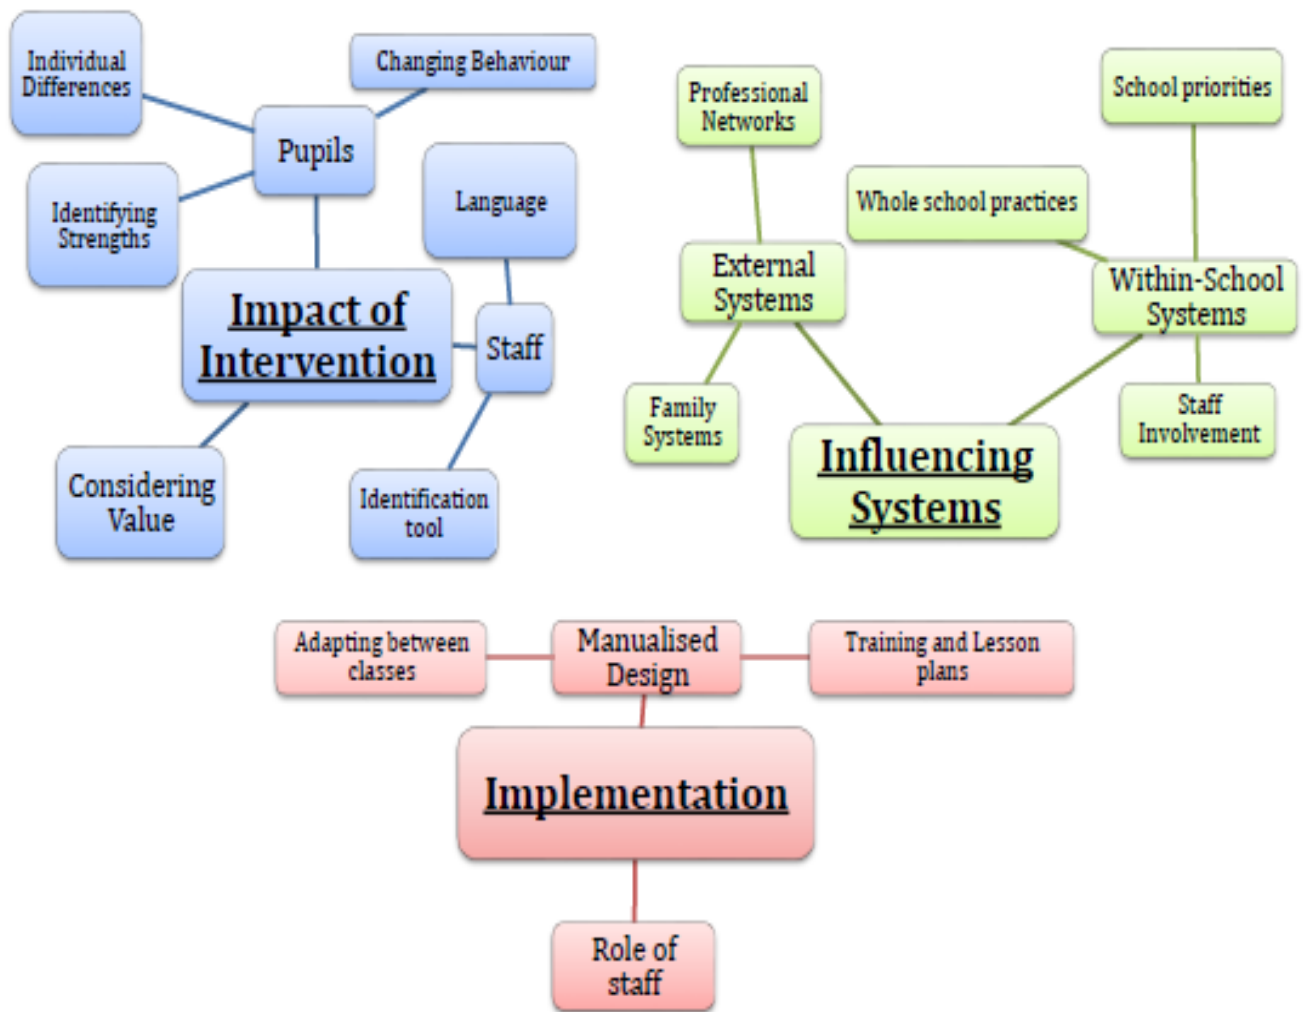 Individual
Differences
Changing Behaviour
Pupils
Identifying
Strengths
Language
Impact of
Intervention
Staff
Considering
Value
Identification
tool
Professional
Networks
School priorities
Whole school practices
External
Systems
Within-School
Systems
Family
Systems
Staff
Involvement
Influencing
Systems
Adapting between
classes
Manualised
Design
Training and Lesson
plans
Implementation
Role of
staff